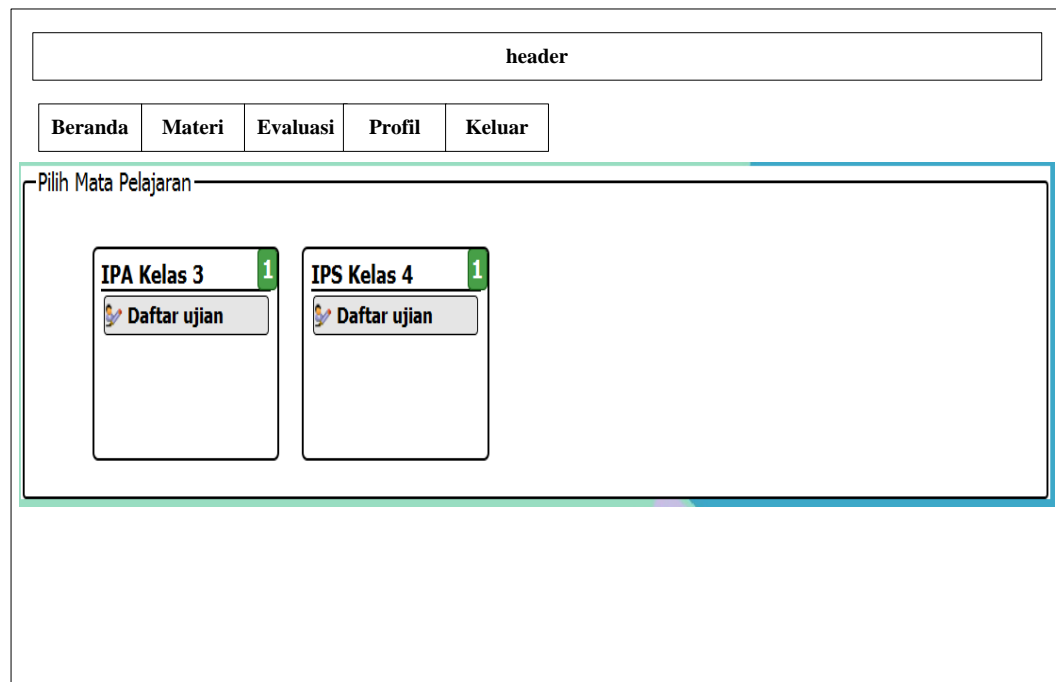 header
Beranda Materi Evaluasi Profil Keluar
Pilih Mata Pelajaran
IPA Kelas 3 1 IPS Kelas 4 1
Daftar ujian Daftar ujian